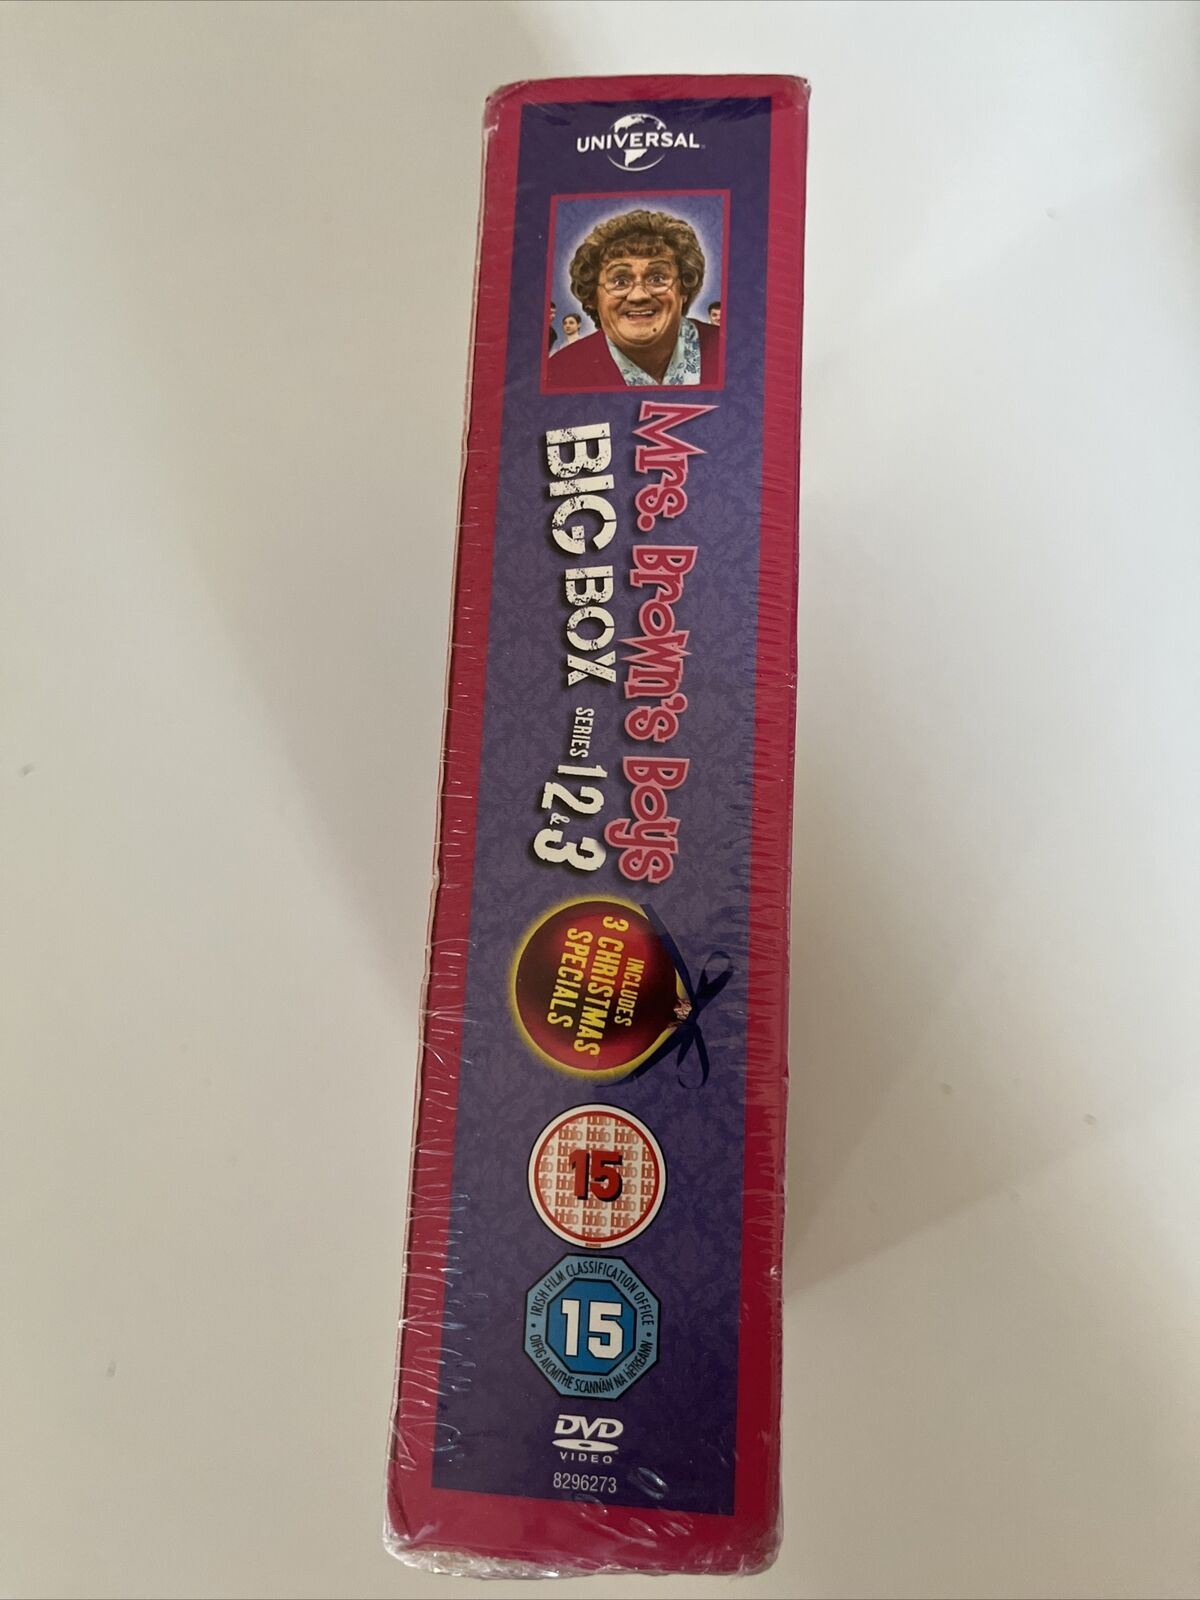 UNIVERSAL
Mrs. Brown's Boys
BIG BOX SERIES 1 2 & 3
INCLUDES
3 CHRISTMAS
SPECIALS
15
IRISH FILM CLASSIFICATION OFFICE
15
OIFIG AICMITHE SCANNÁN NA hÉIREANN
DVD
VIDEO
8296273